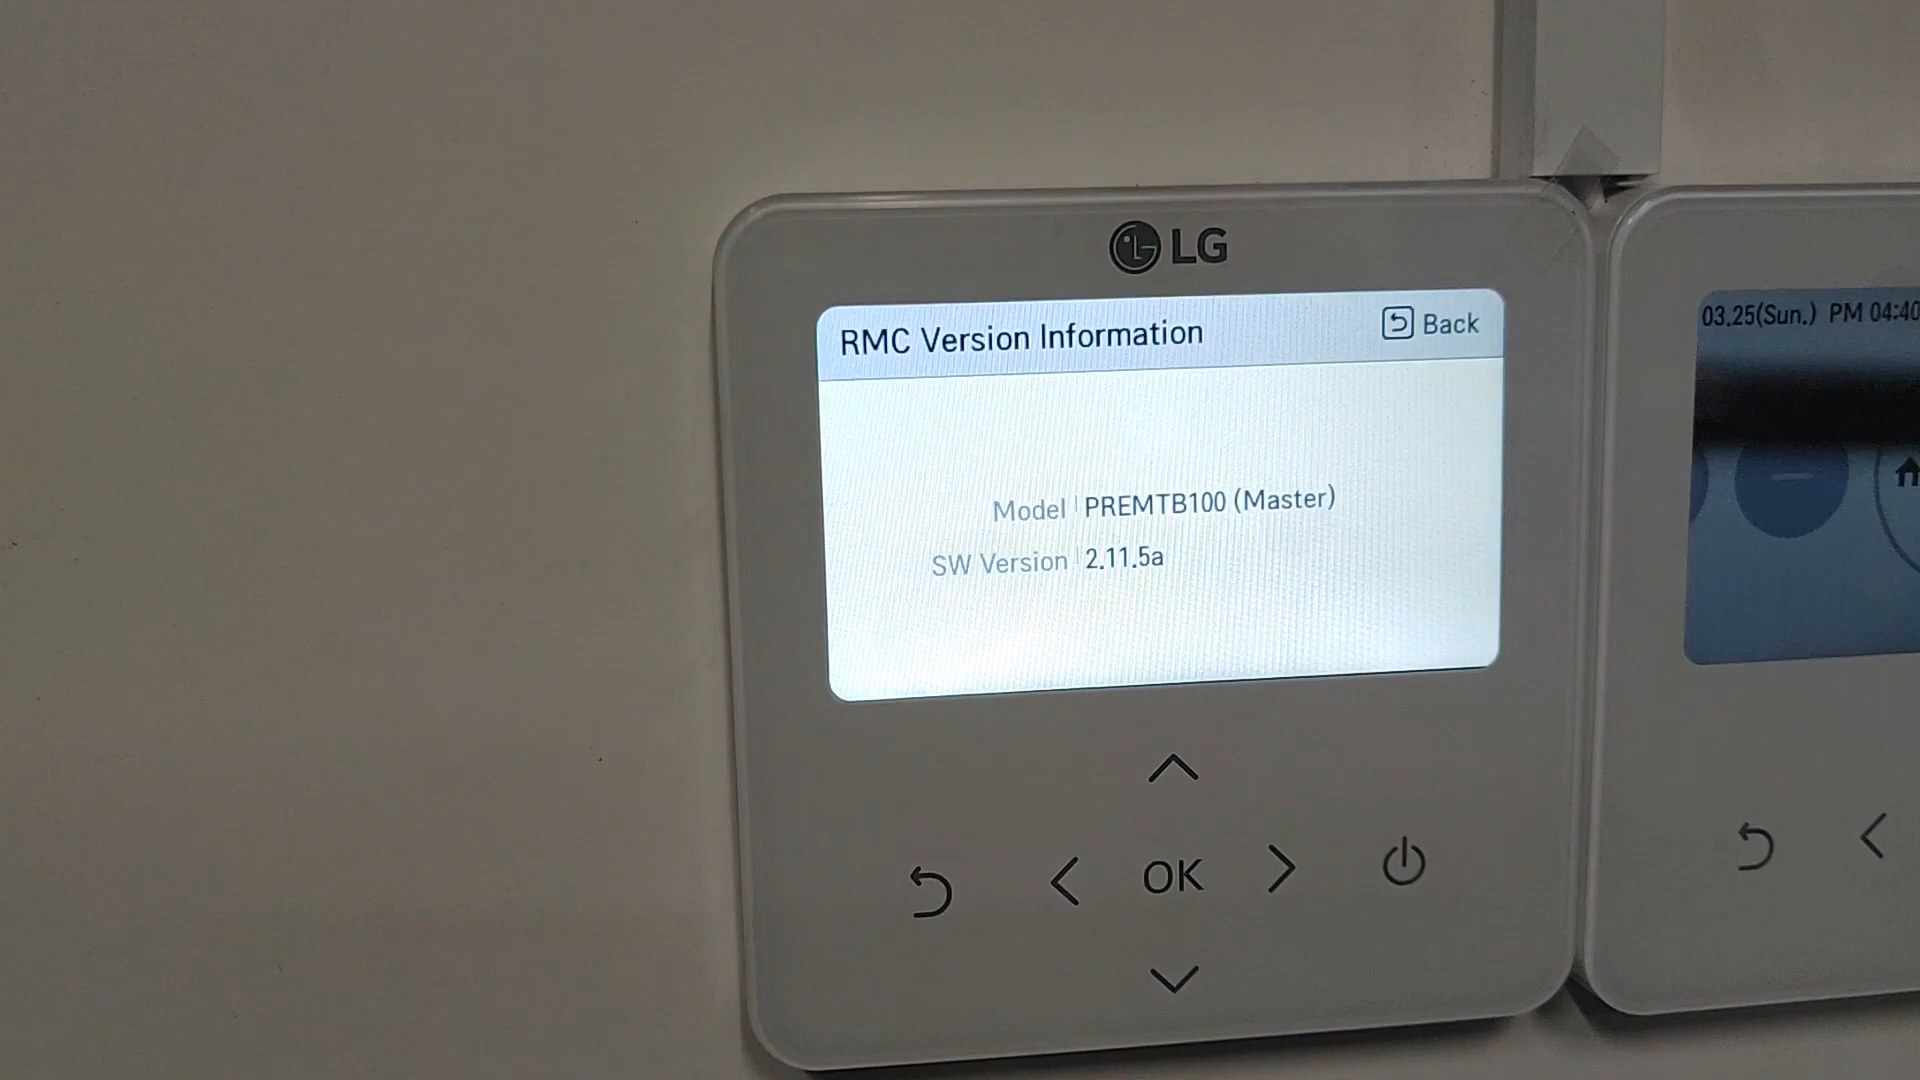 LG
RMC Version Information
Back
Model PREMTB100 (Master)
SW Version 2.11.5a
OK
03.25(Sun.) PM 04:40